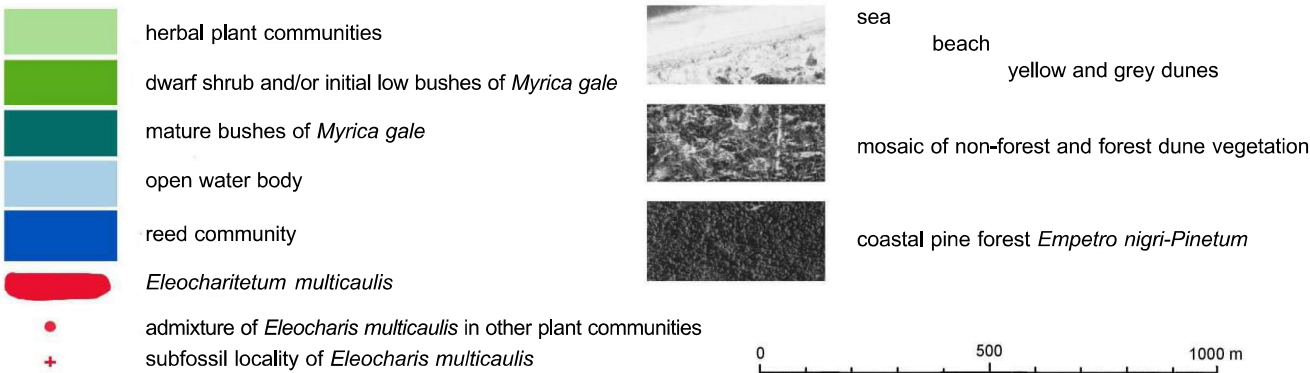 herbal plant communities
dwarf shrub and/or initial low bushes of Myrica gale
mature bushes of Myrica gale
open water body
reed community
Eleocharitetum multicaulis
admixture of Eleocharis multicaulis in other plant communities
subfossil locality of Eleocharis multicaulis
sea
beach
yellow and grey dunes
mosaic of non-forest and forest dune vegetation
coastal pine forest Empetro nigri-Pinetum
0 500 1000 m